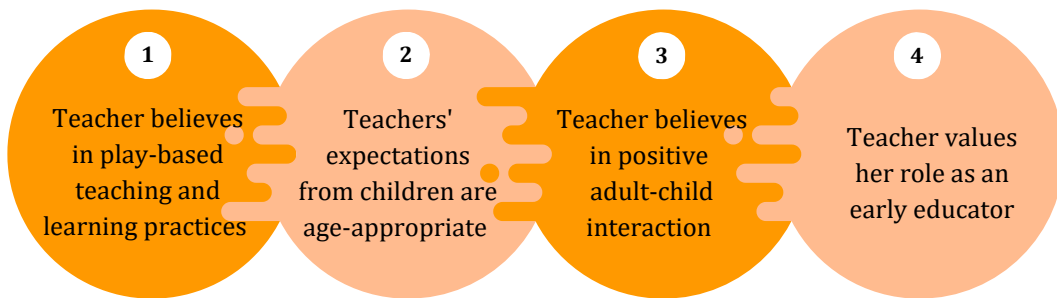 1
Teacher believes
in play-based
teaching and
learning practices
2
Teachers'
expectations
from children are
age-appropriate
3
Teacher believes
in positive
adult-child
interaction
4
Teacher values
her role as an
early educator